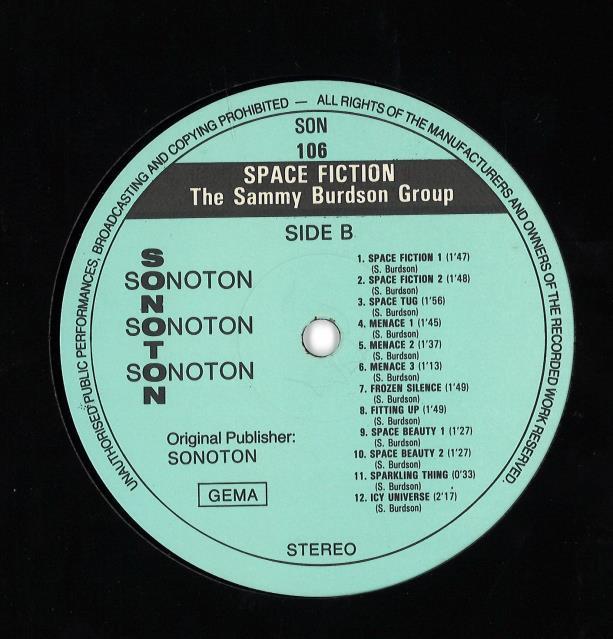 UNAUTHORISED PUBLIC PERFORMANCES, BROADCASTING AND COPYING PROHIBITED — ALL RIGHTS OF THE MANUFACTURERS AND OWNERS OF THE RECORDED WORK RESERVED.
SON
106
SPACE FICTION
The Sammy Burdson Group
SIDE B
SONOTON
SONOTON
SONOTON
SONOTON
Original Publisher:
SONOTON
GEMA
1. SPACE FICTION 1 (1'47)
(S. Burdson)
2. SPACE FICTION 2 (1'48)
(S. Burdson)
3. SPACE TUG (1'56)
(S. Burdson)
4. MENACE 1 (1'45)
(S. Burdson)
5. MENACE 2 (1'37)
(S. Burdson)
6. MENACE 3 (1'13)
(S. Burdson)
7. FROZEN SILENCE (1'49)
(S. Burdson)
8. FITTING UP (1'49)
(S. Burdson)
9. SPACE BEAUTY 1 (1'27)
(S. Burdson)
10. SPACE BEAUTY 2 (1'27)
(S. Burdson)
11. SPARKLING THING (0'33)
(S. Burdson)
12. ICY UNIVERSE (2'17)
(S. Burdson)
STEREO